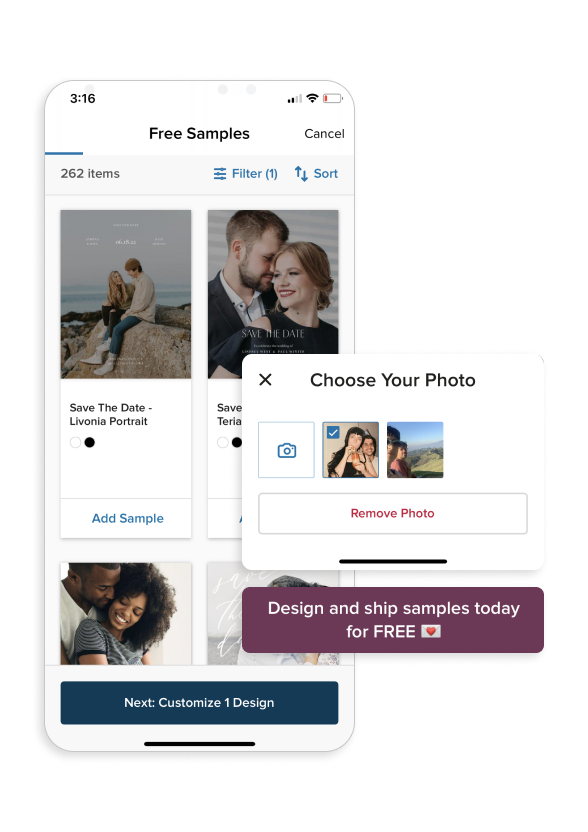 3:16
Free Samples
Cancel
262 items
Filter (1)
Sort
SAVE THE DATE
Save The Date -
Livonia Portrait
Save
Teria
Add Sample
Choose Your Photo
Remove Photo
save
the
Design and ship samples today
for FREE 💌
Next: Customize 1 Design